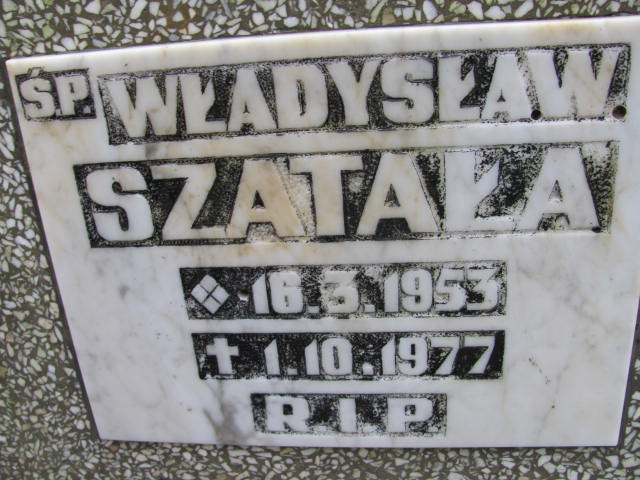 ŚP WŁADYSŁAW
SZATAŁA
16.3.1953
1.10.1977
R.I.P